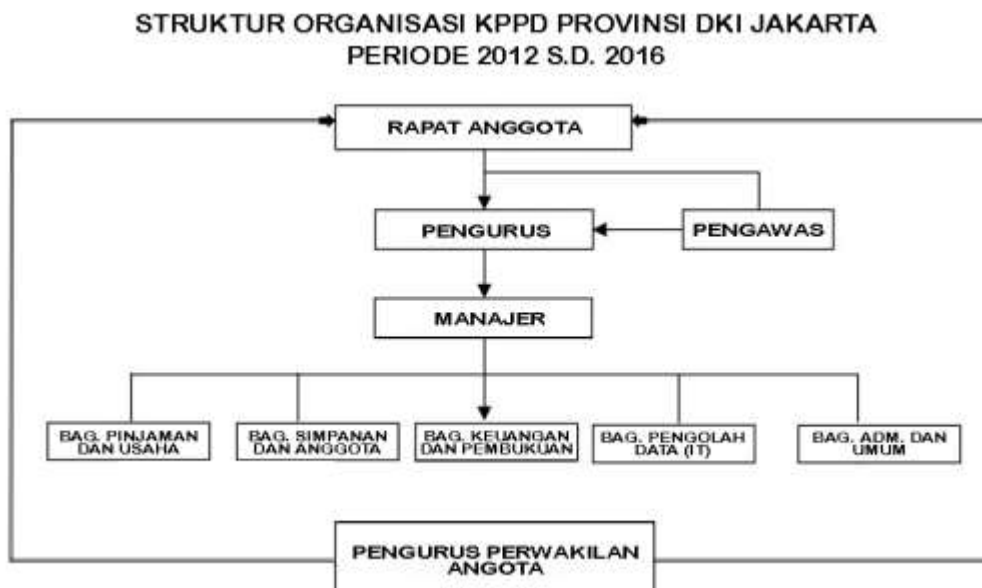 STRUKTUR ORGANISASI KPPD PROVINSI DKI JAKARTA
PERIODE 2012 S.D. 2016
RAPAT ANGGOTA
PENGURUS
PENGAWAS
MANAJER
BAG. PINJAMAN
DAN USAHA
BAG. SIMPANAN
DAN ANGGOTA
BAG. KEUANGAN
DAN PEMBUKUAN
BAG. PENGOLAH
DATA (IT)
BAG. ADM. DAN
UMUM
PENGURUS PERWAKILAN
ANGOTA